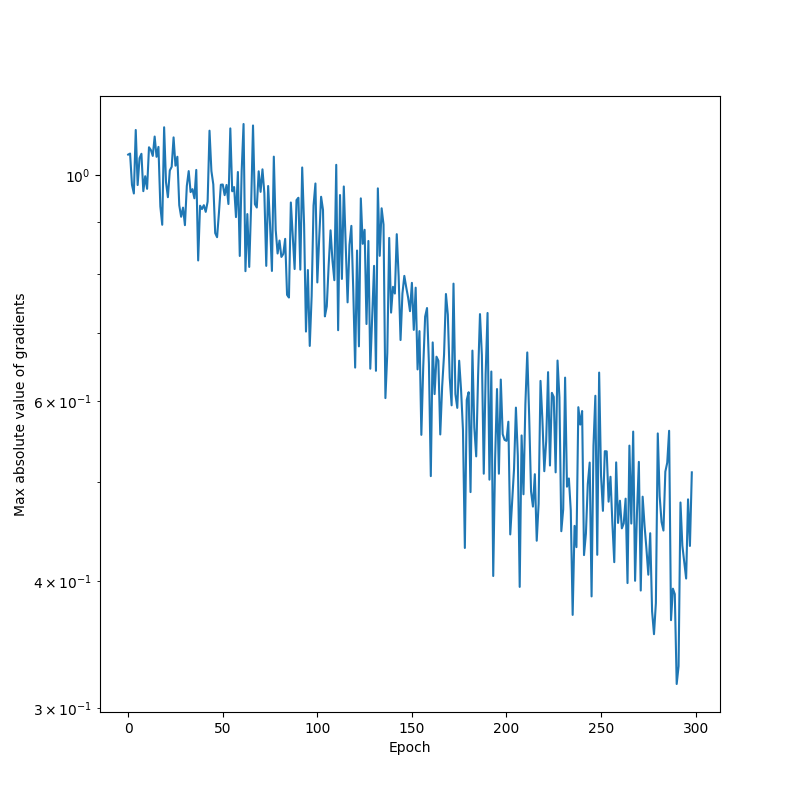 Max absolute value of gradients
10⁰
6 × 10⁻¹
4 × 10⁻¹
3 × 10⁻¹
0 50 100 150 200 250 300
Epoch